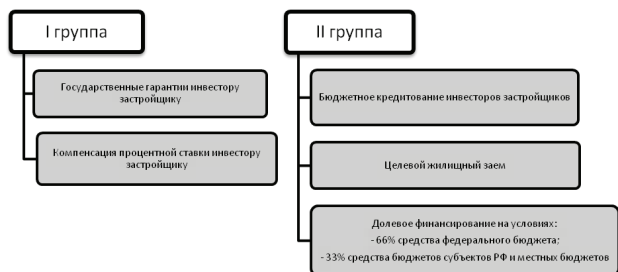 I группа
Государственные гарантии инвестору
застройщику
Компенсация процентной ставки инвестору
застройщику
II группа
Бюджетное кредитование инвесторов застройщиков
Целевой жилищный заем
Долевое финансирование на условиях:
- 66% средства федерального бюджета;
- 33% средства бюджетов субъектов РФ и местных бюджетов